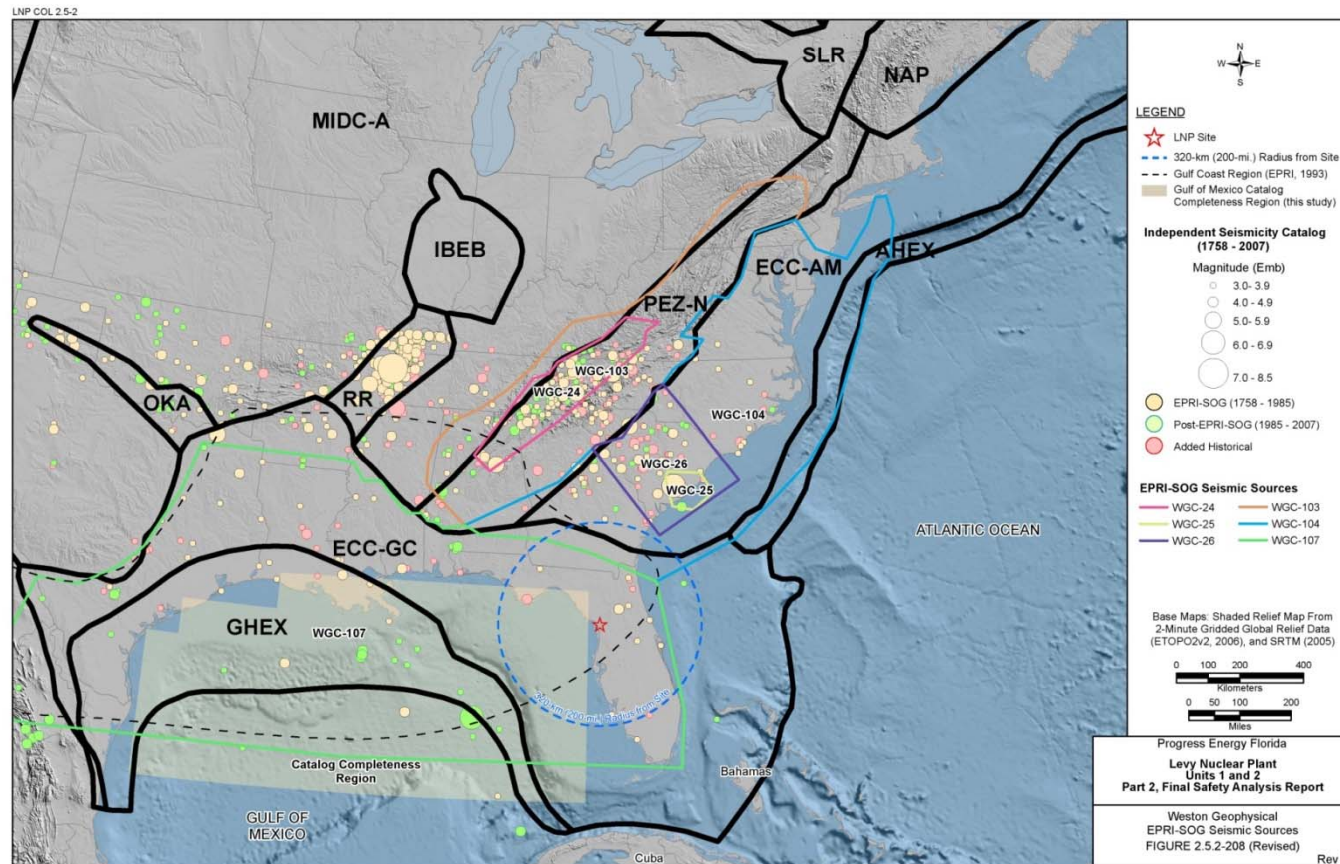 LNP COL 2.5-2
SLR
NAP
MIDC-A
IBEB
AHEX
ECC-AM
PEZ-N
WGC-103
WGC-24
OKA
RR
WGC-104
WGC-26
WGC-25
ATLANTIC OCEAN
ECC-GC
GHEX
WGC-107
320-km (200-mi.) Radius from Site
Catalog Completeness
Region
Bahamas
GULF OF
MEXICO
Cuba
N
W E
S
LEGEND
LNP Site
320-km (200-mi.) Radius from Site
Gulf Coast Region (EPRI, 1993)
Gulf of Mexico Catalog
Completeness Region (this study)
Independent Seismicity Catalog
(1758 - 2007)
Magnitude (Emb)
3.0- 3.9
4.0 - 4.9
5.0 - 5.9
6.0 - 6.9
7.0 - 8.5
EPRI-SOG (1758 - 1985)
Post-EPRI-SOG (1985 - 2007)
Added Historical
EPRI-SOG Seismic Sources
WGC-24 WGC-103
WGC-25 WGC-104
WGC-26 WGC-107
Base Maps: Shaded Relief Map From
2-Minute Gridded Global Relief Data
(ETOPO2v2, 2006), and SRTM (2005)
0 100 200 400
Kilometers
0 50 100 200
Miles
Progress Energy Florida
Levy Nuclear Plant
Units 1 and 2
Part 2, Final Safety Analysis Report
Weston Geophysical
EPRI-SOG Seismic Sources
FIGURE 2.5.2-208 (Revised)
Rev